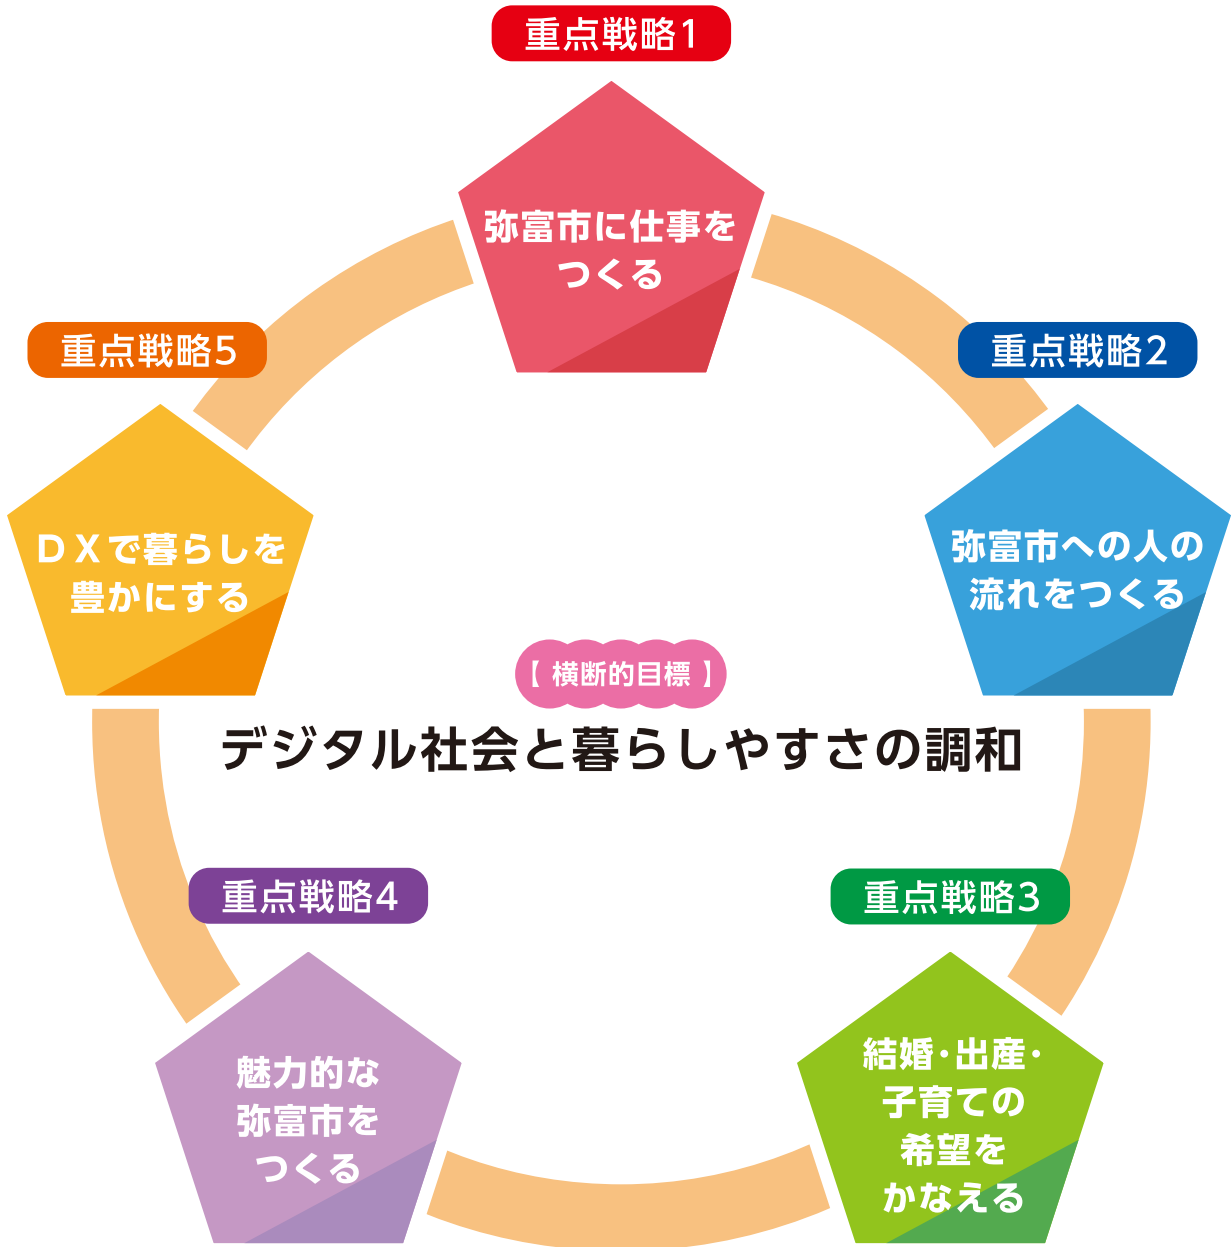 重点戦略1
弥富市に仕事を
つくる
重点戦略2
弥富市への人の
流れをつくる
重点戦略3
結婚・出産・
子育ての
希望を
かなえる
重点戦略4
魅力的な
弥富市を
つくる
重点戦略5
DXで暮らしを
豊かにする
【 横断的目標 】
デジタル社会と暮らしやすさの調和